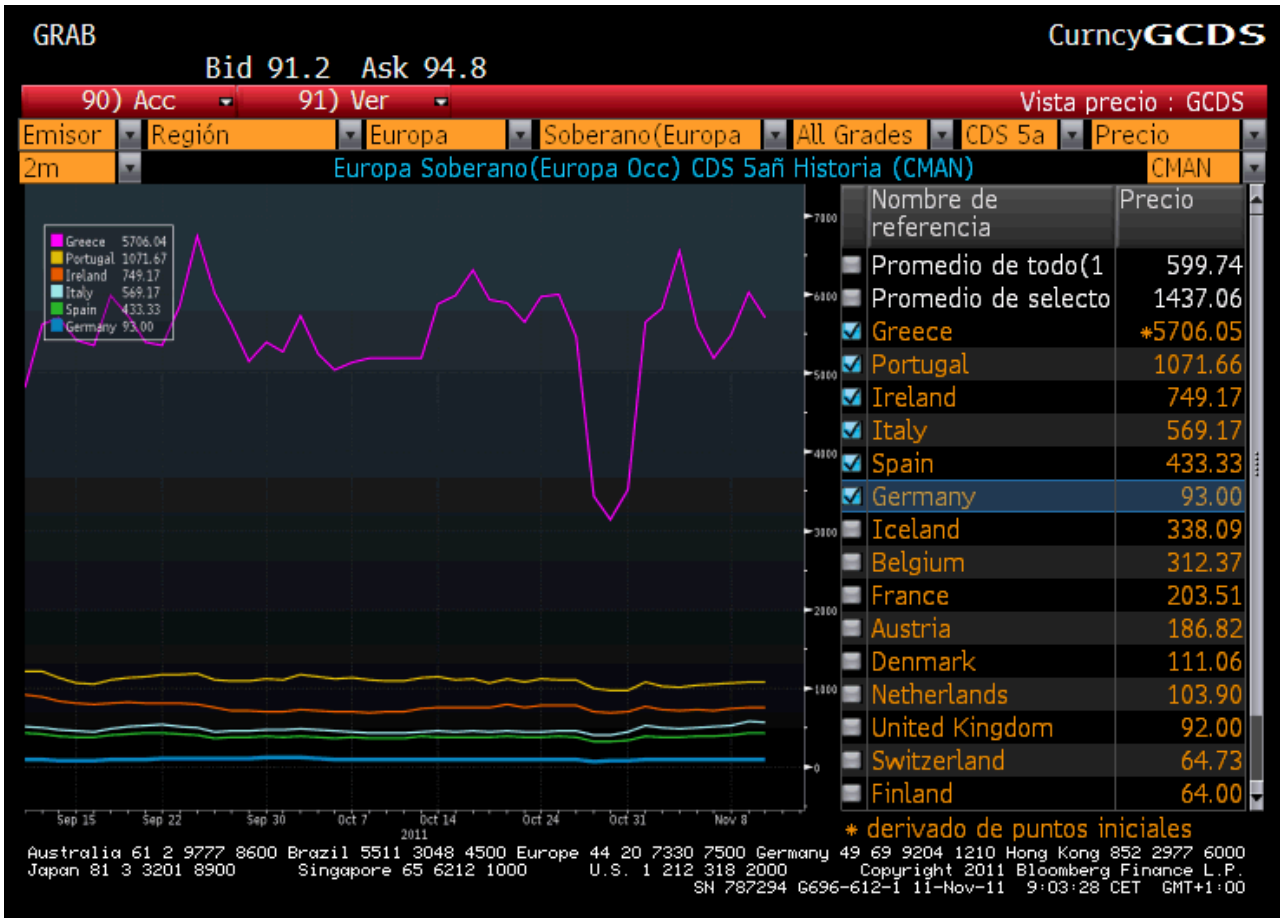 GRAB
CurncyGCDS
Bid 91.2 Ask 94.8
90) Acc 91) Ver Vista precio : GCDS
Emisor Región Europa Soberano(Europa All Grades CDS 5a Precio
2m Europa Soberano(Europa Occ) CDS 5añ Historia (CMAN) CMAN
Greece 5706.04
Portugal 1071.67
Ireland 749.17
Italy 569.17
Spain 433.33
Germany 93.00
7000
6000
5000
4000
3000
2000
1000
0
Sep 15 Sep 22 Sep 30 Oct 7 Oct 14 Oct 24 Oct 31 Nov 8
2011
Nombre de referencia Precio
Promedio de todo(1 599.74
Promedio de selecto 1437.06
Greece *5706.05
Portugal 1071.66
Ireland 749.17
Italy 569.17
Spain 433.33
Germany 93.00
Iceland 338.09
Belgium 312.37
France 203.51
Austria 186.82
Denmark 111.06
Netherlands 103.90
United Kingdom 92.00
Switzerland 64.73
Finland 64.00
* derivado de puntos iniciales
Australia 61 2 9777 8600 Brazil 5511 3048 4500 Europe 44 20 7330 7500 Germany 49 69 9204 1210 Hong Kong 852 2977 6000
Japan 81 3 3201 8900 Singapore 65 6212 1000 U.S. 1 212 318 2000 Copyright 2011 Bloomberg Finance L.P.
SN 787294 G696-612-1 11-Nov-11 9:03:28 CET GMT+1:00